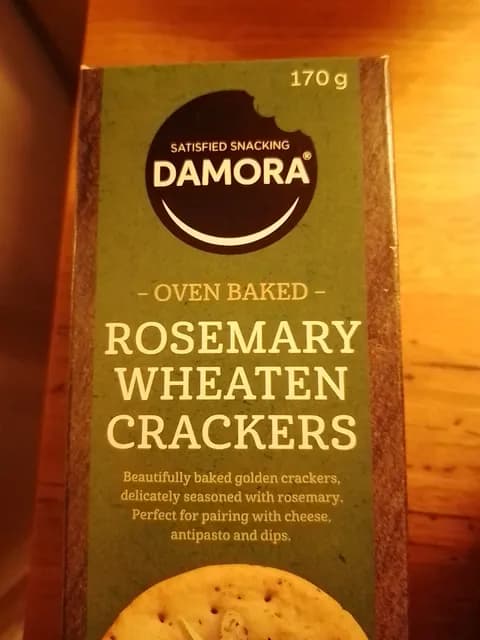 170 g
SATISFIED SNACKING
DAMORA®
– OVEN BAKED –
ROSEMARY
WHEATEN
CRACKERS
Beautifully baked golden crackers,
delicately seasoned with rosemary.
Perfect for pairing with cheese,
antipasto and dips.